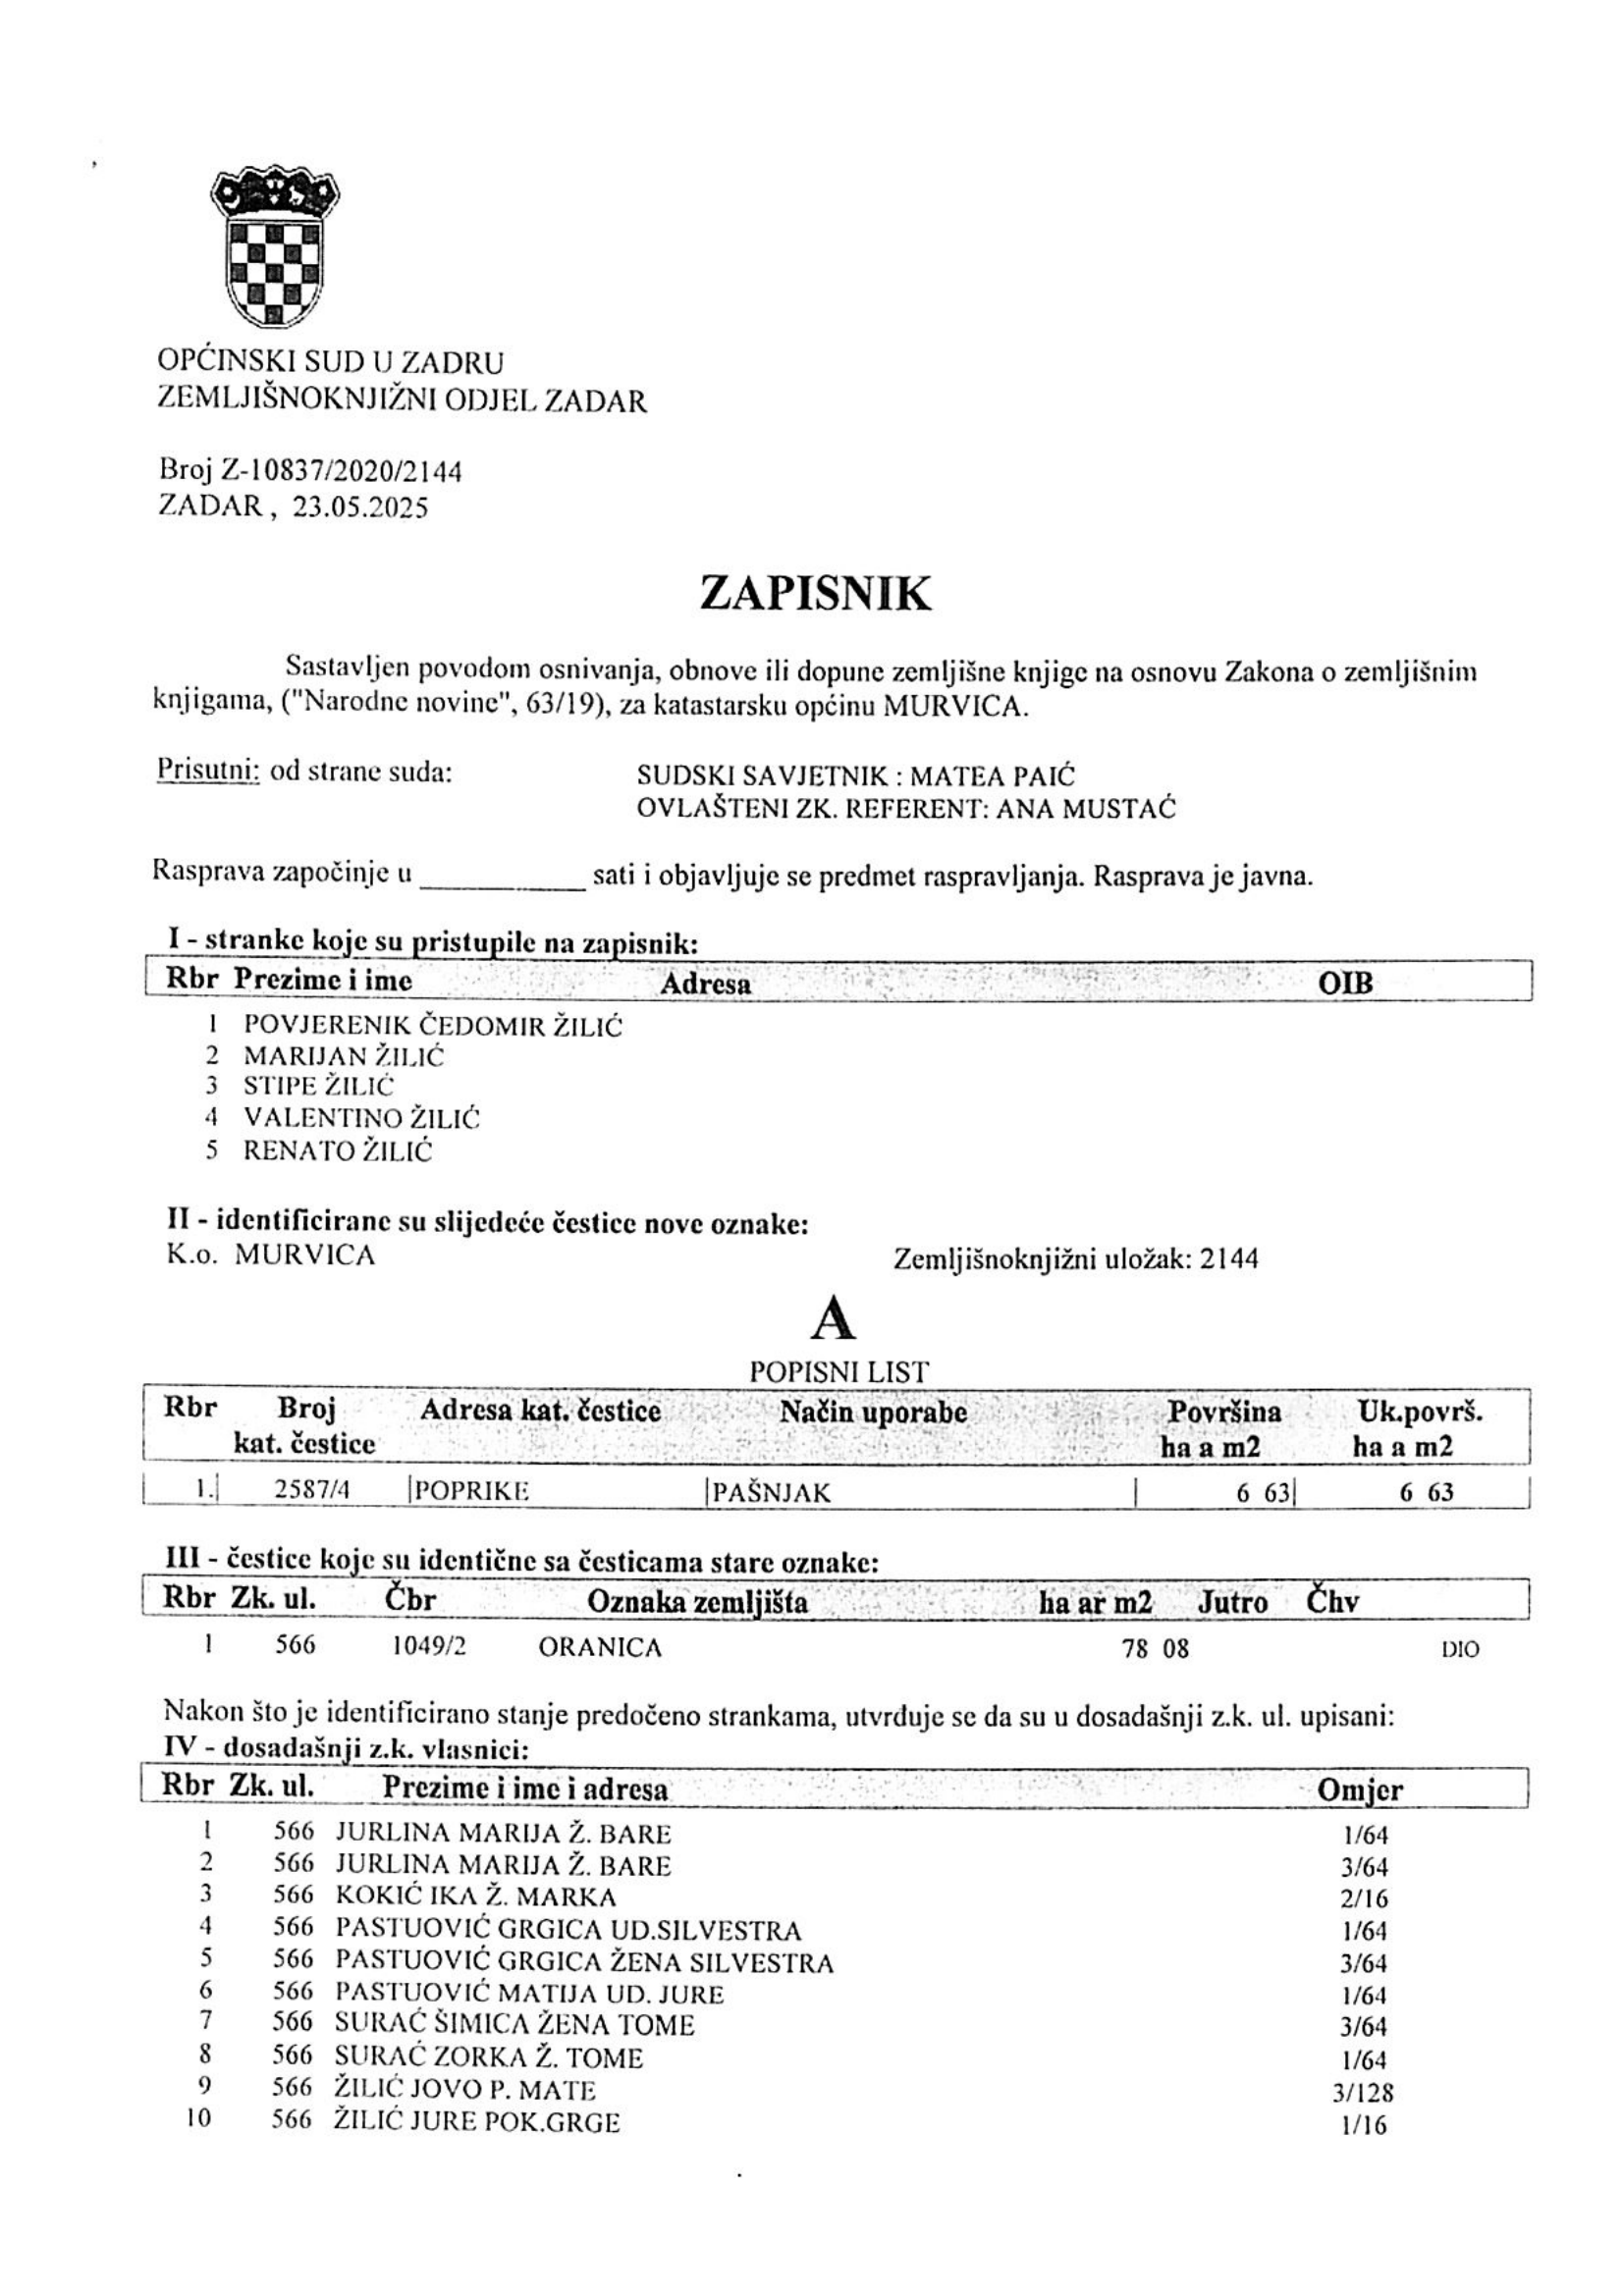 OPĆINSKI SUD U ZADRU
ZEMLJIŠNOKNJIŽNI ODJEL ZADAR
Broj Z-10837/2020/2144
ZADAR , 23.05.2025
ZAPISNIK
Sastavljen povodom osnivanja, obnove ili dopune zemljišne knjige na osnovu Zakona o zemljišnim
knjigama, ("Narodne novine", 63/19), za katastarsku općinu MURVICA.
Prisutni: od strane suda: SUDSKI SAVJETNIK : MATEA PAIĆ
OVLAŠTENI ZK. REFERENT: ANA MUSTAĆ
Rasprava započinje u ____________ sati i objavljuje se predmet raspravljanja. Rasprava je javna.
I - stranke koje su pristupile na zapisnik:
Rbr Prezime i ime Adresa OIB
1 POVJERENIK ČEDOMIR ŽILIĆ
2 MARIJAN ŽILIĆ
3 STIPE ŽILIĆ
4 VALENTINO ŽILIĆ
5 RENATO ŽILIĆ
II - identificirane su slijedeće čestice nove oznake:
K.o. MURVICA Zemljišnoknjižni uložak: 2144
A
POPISNI LIST
Rbr Broj Adresa kat. čestice Način uporabe Površina Uk.površ.
kat. čestice ha a m2 ha a m2
1. 2587/4 POPRIKE PAŠNJAK 6 63 6 63
III - čestice koje su identične sa česticama stare oznake:
Rbr Zk. ul. Čbr Oznaka zemljišta ha ar m2 Jutro Čhv
1 566 1049/2 ORANICA 78 08 DIO
Nakon što je identificirano stanje predočeno strankama, utvrđuje se da su u dosadašnji z.k. ul. upisani:
IV - dosadašnji z.k. vlasnici:
Rbr Zk. ul. Prezime i ime i adresa Omjer
1 566 JURLINA MARIJA Ž. BARE 1/64
2 566 JURLINA MARIJA Ž. BARE 3/64
3 566 KOKIĆ IKA Ž. MARKA 2/16
4 566 PASTUOVIĆ GRGICA UD.SILVESTRA 1/64
5 566 PASTUOVIĆ GRGICA ŽENA SILVESTRA 3/64
6 566 PASTUOVIĆ MATIJA UD. JURE 1/64
7 566 SURAĆ ŠIMICA ŽENA TOME 3/64
8 566 SURAĆ ZORKA Ž. TOME 1/64
9 566 ŽILIĆ JOVO P. MATE 3/128
10 566 ŽILIĆ JURE POK.GRGE 1/16